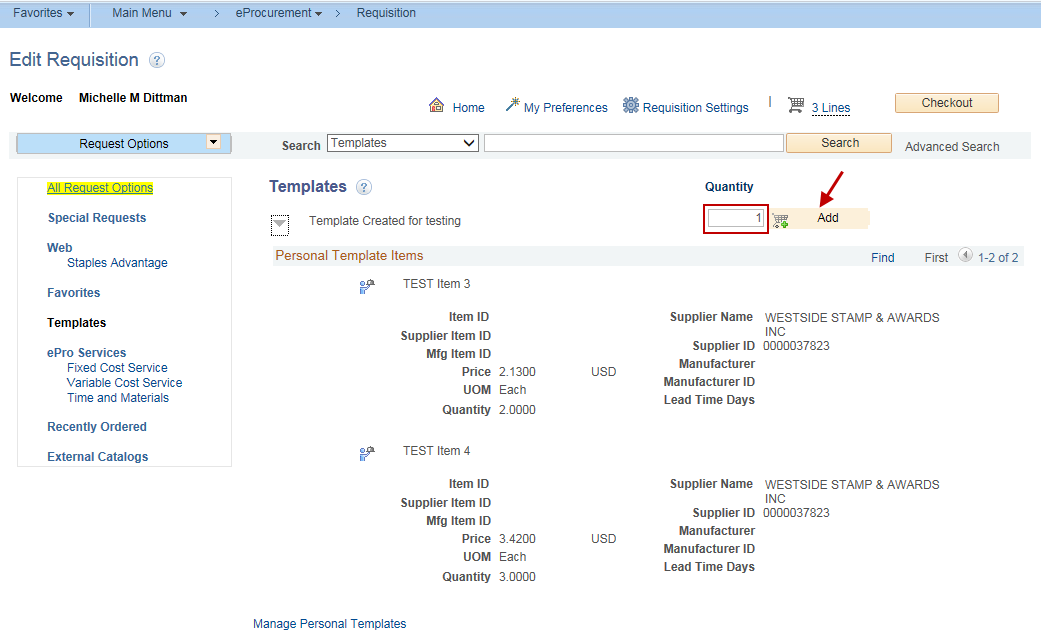 Favorites Main Menu > eProcurement > Requisition
Edit Requisition ?
Welcome Michelle M Dittman
Home My Preferences Requisition Settings | 3 Lines Checkout
Request Options Search Templates Search Advanced Search
All Request Options
Special Requests
Web
Staples Advantage
Favorites
Templates
ePro Services
Fixed Cost Service
Variable Cost Service
Time and Materials
Recently Ordered
External Catalogs
Templates ? Quantity
Template Created for testing 1 Add
Personal Template Items Find First 1-2 of 2
TEST Item 3
Item ID
Supplier Item ID
Mfg Item ID
Price 2.1300 USD
UOM Each
Quantity 2.0000
Supplier Name WESTSIDE STAMP & AWARDS
INC
Supplier ID 0000037823
Manufacturer
Manufacturer ID
Lead Time Days
TEST Item 4
Item ID
Supplier Item ID
Mfg Item ID
Price 3.4200 USD
UOM Each
Quantity 3.0000
Supplier Name WESTSIDE STAMP & AWARDS
INC
Supplier ID 0000037823
Manufacturer
Manufacturer ID
Lead Time Days
Manage Personal Templates